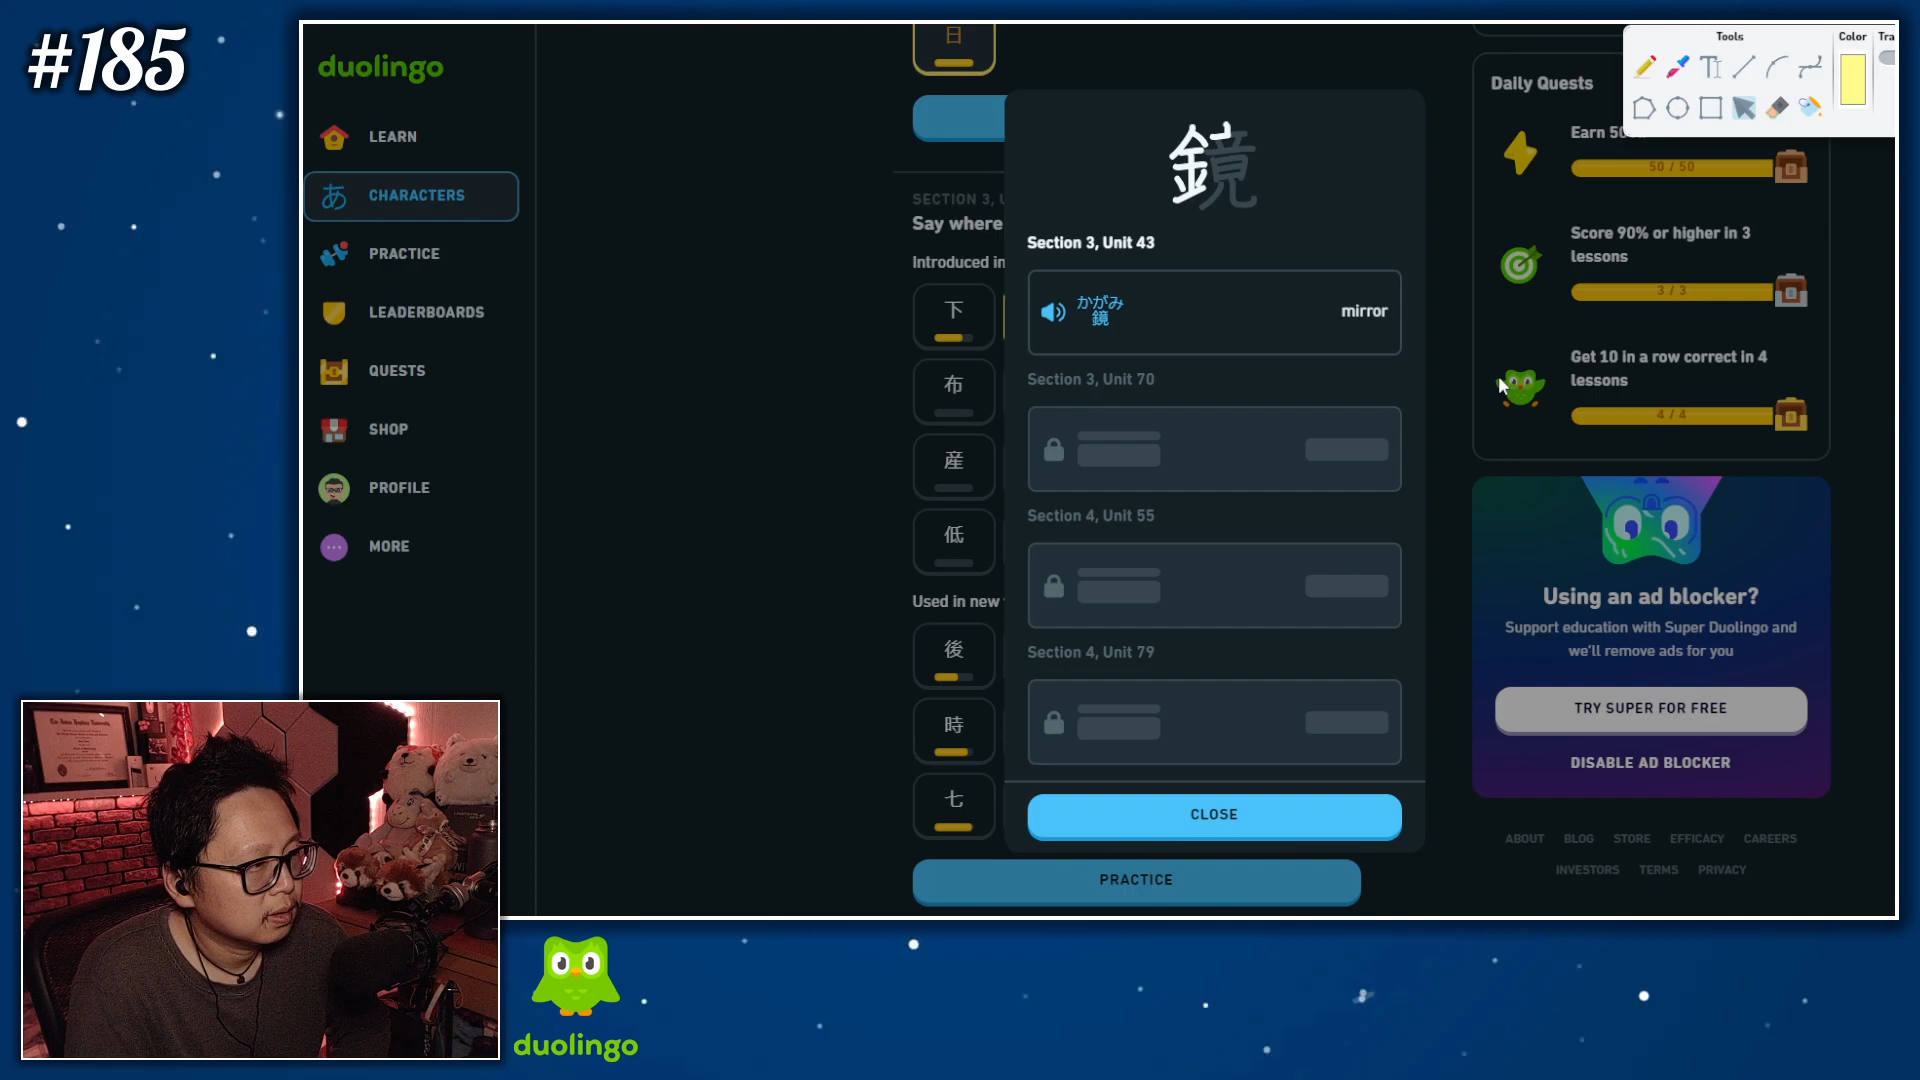 #185
duolingo
LEARN
CHARACTERS
PRACTICE
LEADERBOARDS
QUESTS
SHOP
PROFILE
MORE
日
SECTION 3, U
Say where
Introduced in
下
布
産
低
Used in new
後
時
七
PRACTICE
鏡
Section 3, Unit 43
かがみ
鏡
mirror
Section 3, Unit 70
Section 4, Unit 55
Section 4, Unit 79
CLOSE
Daily Quests
Earn 50
50 / 50
Score 90% or higher in 3
lessons
3 / 3
Get 10 in a row correct in 4
lessons
4 / 4
Using an ad blocker?
Support education with Super Duolingo and
we'll remove ads for you
TRY SUPER FOR FREE
DISABLE AD BLOCKER
ABOUT BLOG STORE EFFICACY CAREERS
INVESTORS TERMS PRIVACY
Tools
Color
Tra
duolingo